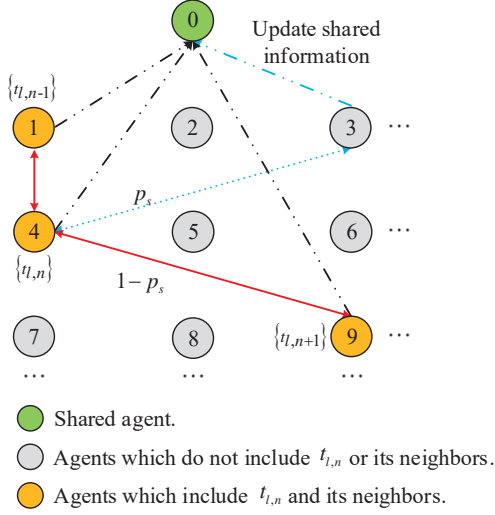 0
Update shared
information
{t_{l,n-1}}
1
2
3
...
p_s
4
5
6
...
{t_{l,n}}
1 − p_s
7
8
{t_{l,n+1}}
9
...
...
...
...
Shared agent.
Agents which do not include t_{l,n} or its neighbors.
Agents which include t_{l,n} and its neighbors.